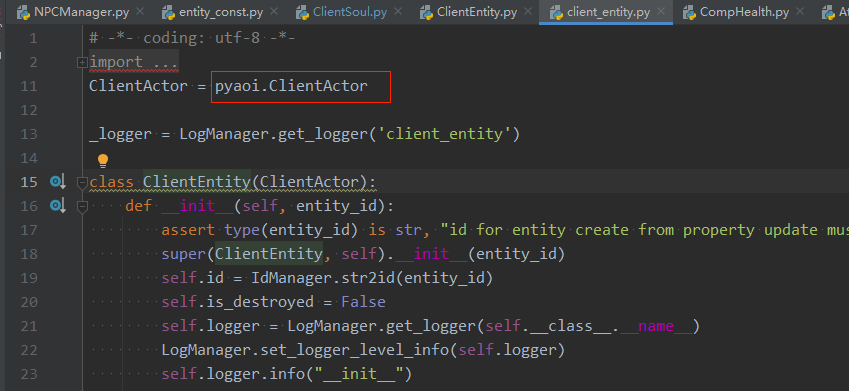 NPCManager.py × entity_const.py × ClientSoul.py × ClientEntity.py × client_entity.py × CompHealth.py ×
1 # -*- coding: utf-8 -*-
2 import ...
11 ClientActor = pyaoi.ClientActor
12
13 _logger = LogManager.get_logger('client_entity')
14
15 class ClientEntity(ClientActor):
16 def __init__(self, entity_id):
17 assert type(entity_id) is str, "id for entity create from property update
18 super(ClientEntity, self).__init__(entity_id)
19 self.id = IdManager.str2id(entity_id)
20 self.is_destroyed = False
21 self.logger = LogManager.get_logger(self.__class__.__name__)
22 LogManager.set_logger_level_info(self.logger)
23 self.logger.info("__init__")